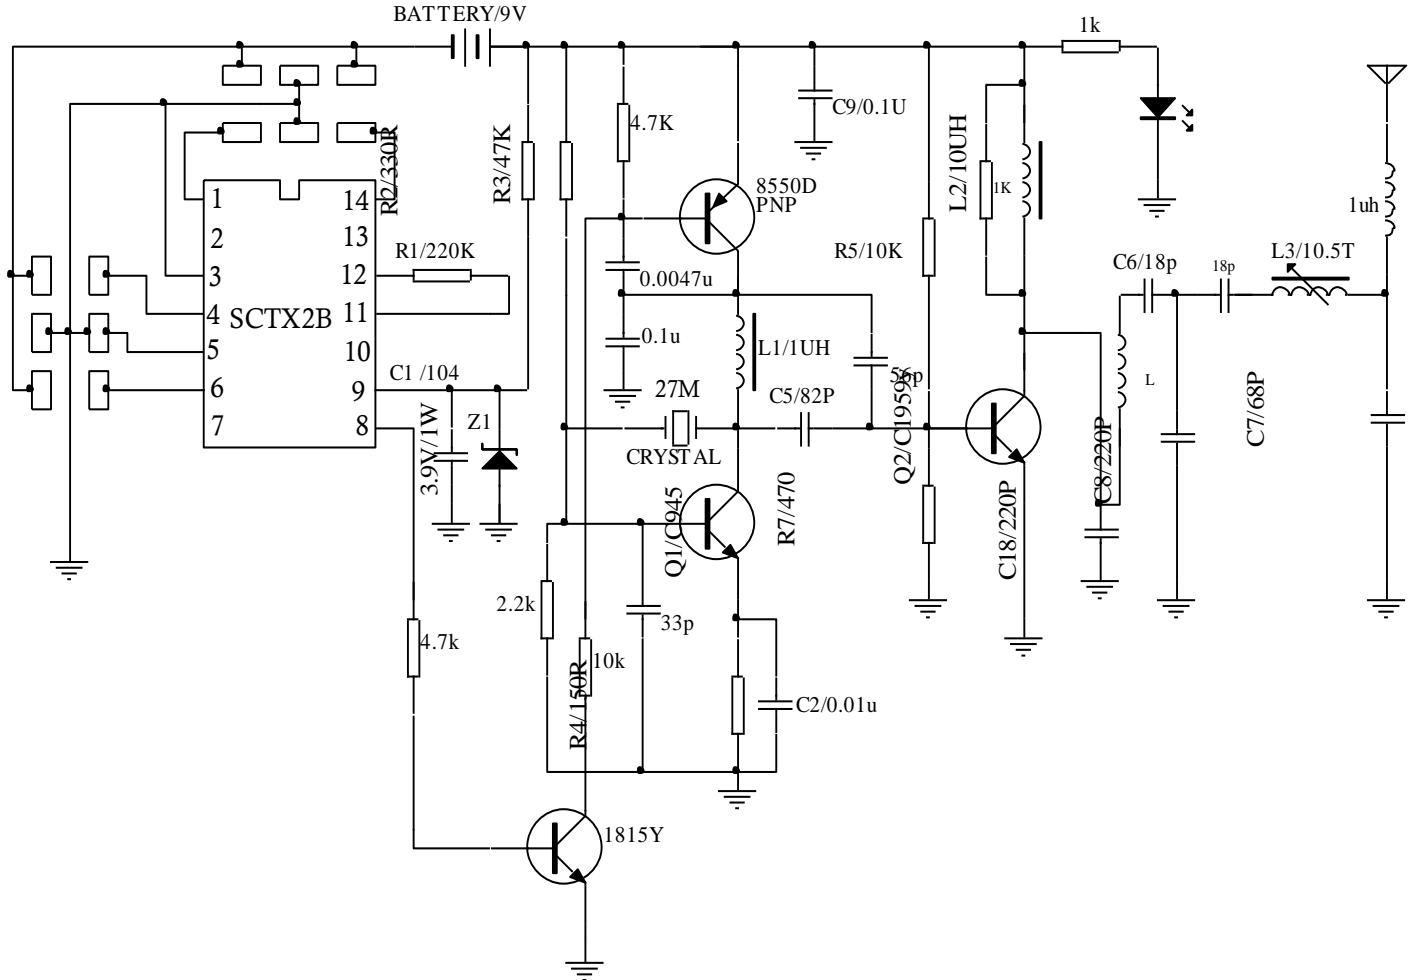 BATTERY/9V
1k
C9/0.1U
4.7K
R2/330R
R3/47K
L2/10UH
1K
8550D
PNP
1uh
1
14
2
13
3
12
4
11
5
10
6
9
7
8
SCTX2B
R1/220K
R5/10K
C6/18p
18p
L3/10.5T
0.0047u
0.1u
L1/1UH
C1 /104
27M
C5/82P
56p
L
3.9V/1W
Z1
CRYSTAL
Q2/C1959Y
C7/68P
C8/220P
Q1/C945
R7/470
C18/220P
2.2k
33p
4.7k
10k
R4/150R
C2/0.01u
1815Y